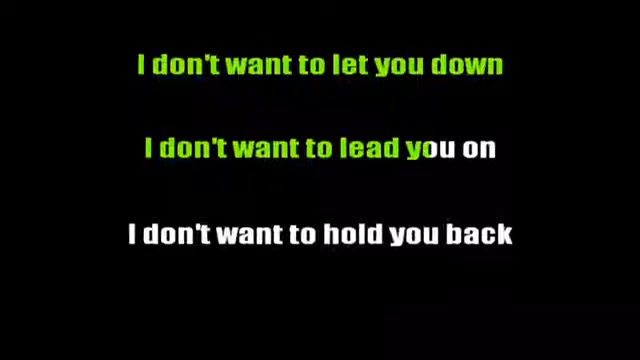 I don't want to let you down
I don't want to lead you on
I don't want to hold you back